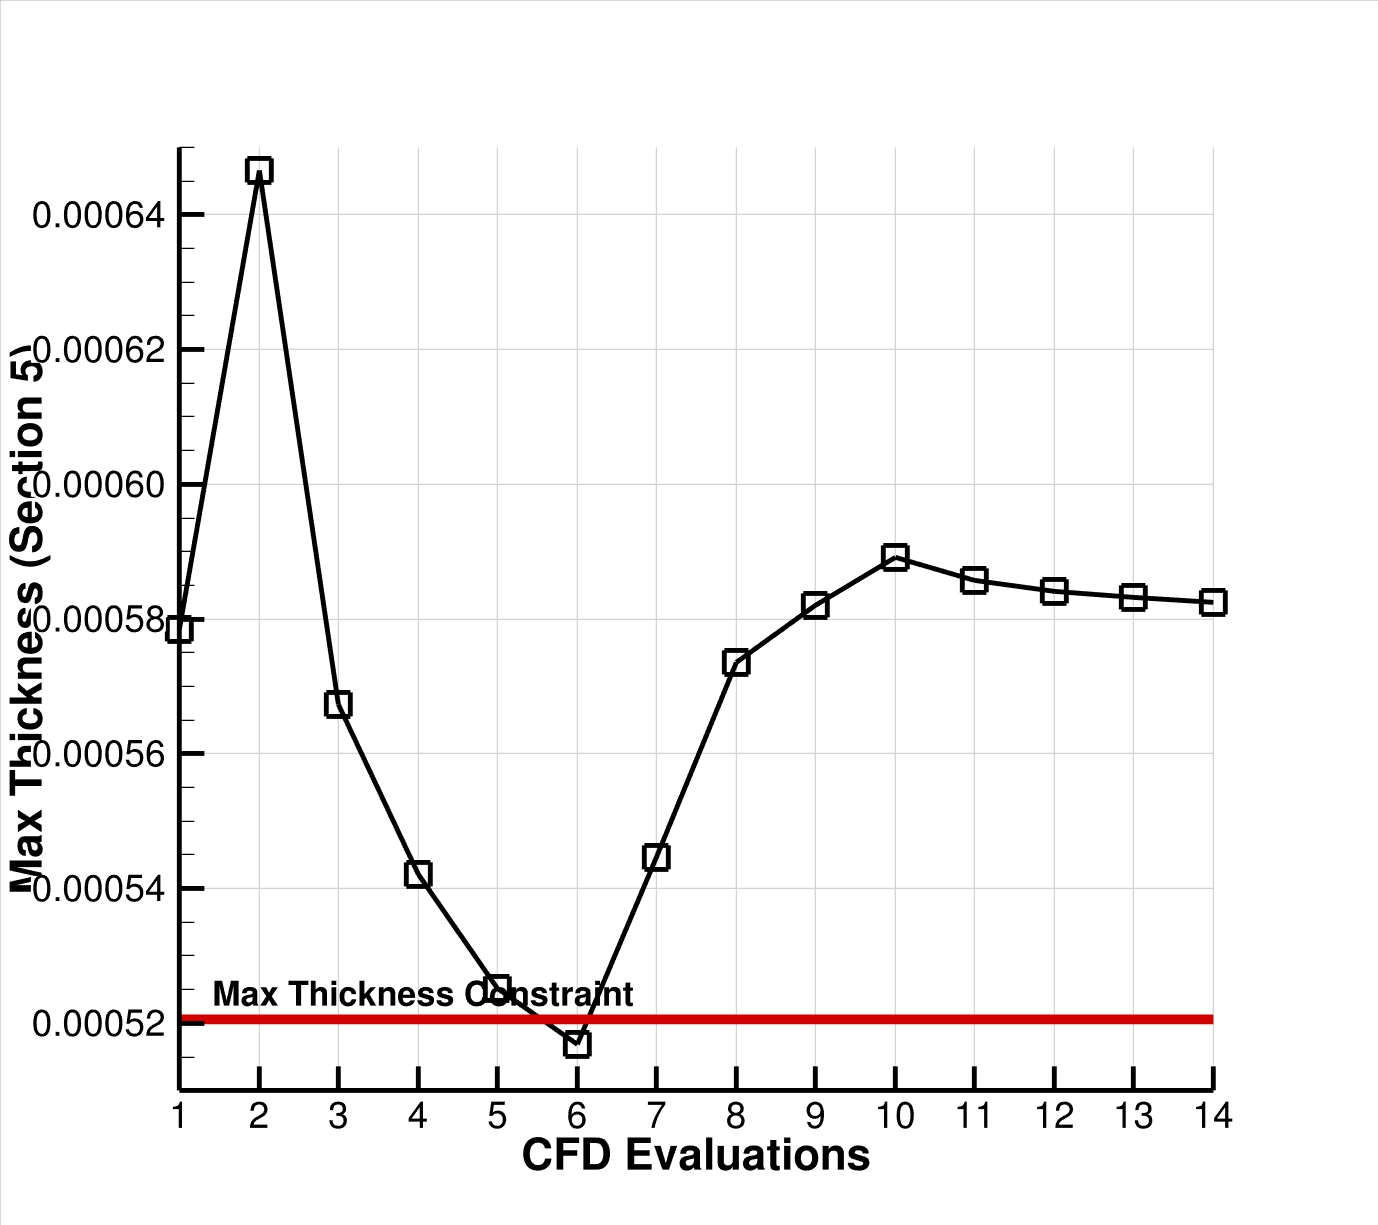 Max Thickness (Section 5)
0.00064
0.00062
0.00060
0.00058
0.00056
0.00054
0.00052
Max Thickness Constraint
1 2 3 4 5 6 7 8 9 10 11 12 13 14
CFD Evaluations